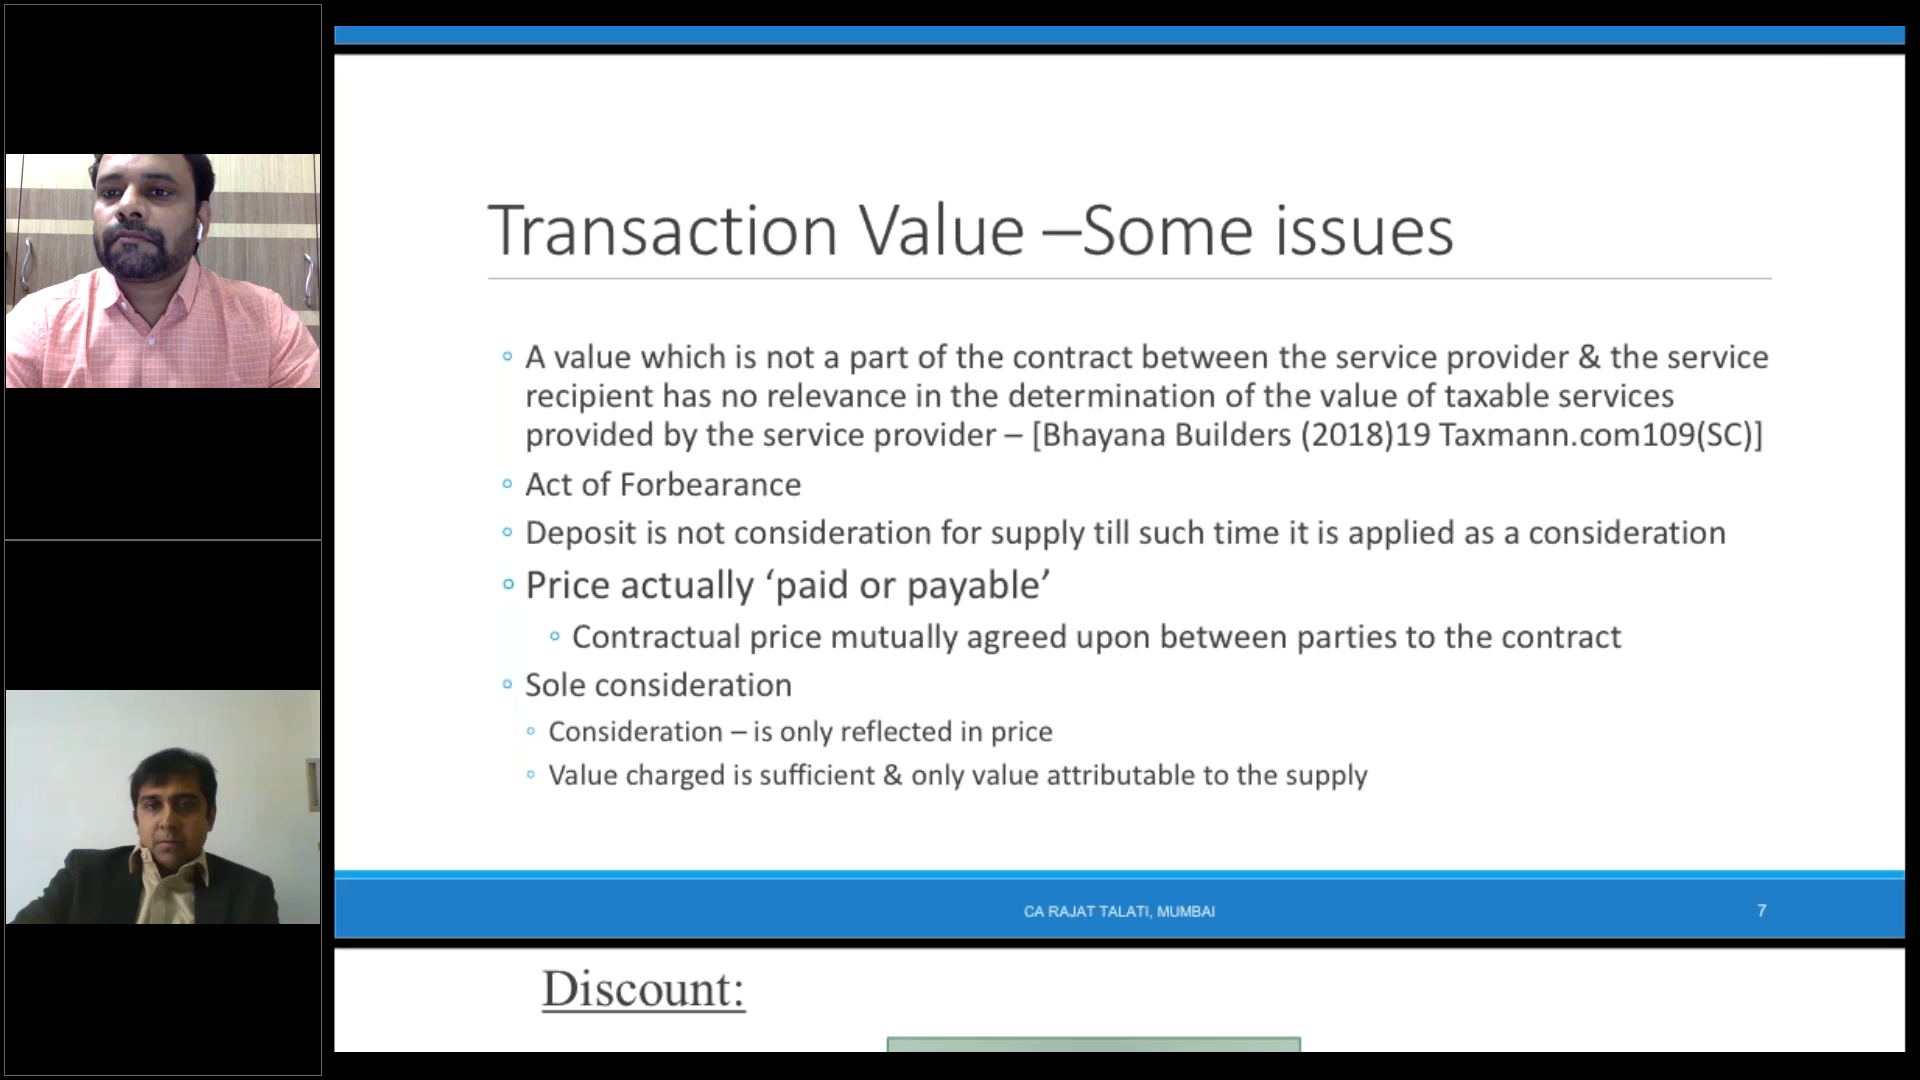 Transaction Value –Some issues
A value which is not a part of the contract between the service provider & the service
recipient has no relevance in the determination of the value of taxable services
provided by the service provider – [Bhayana Builders (2018)19 Taxmann.com109(SC)]
Act of Forbearance
Deposit is not consideration for supply till such time it is applied as a consideration
Price actually ‘paid or payable’
Contractual price mutually agreed upon between parties to the contract
Sole consideration
Consideration – is only reflected in price
Value charged is sufficient & only value attributable to the supply
CA RAJAT TALATI, MUMBAI
7
Discount: